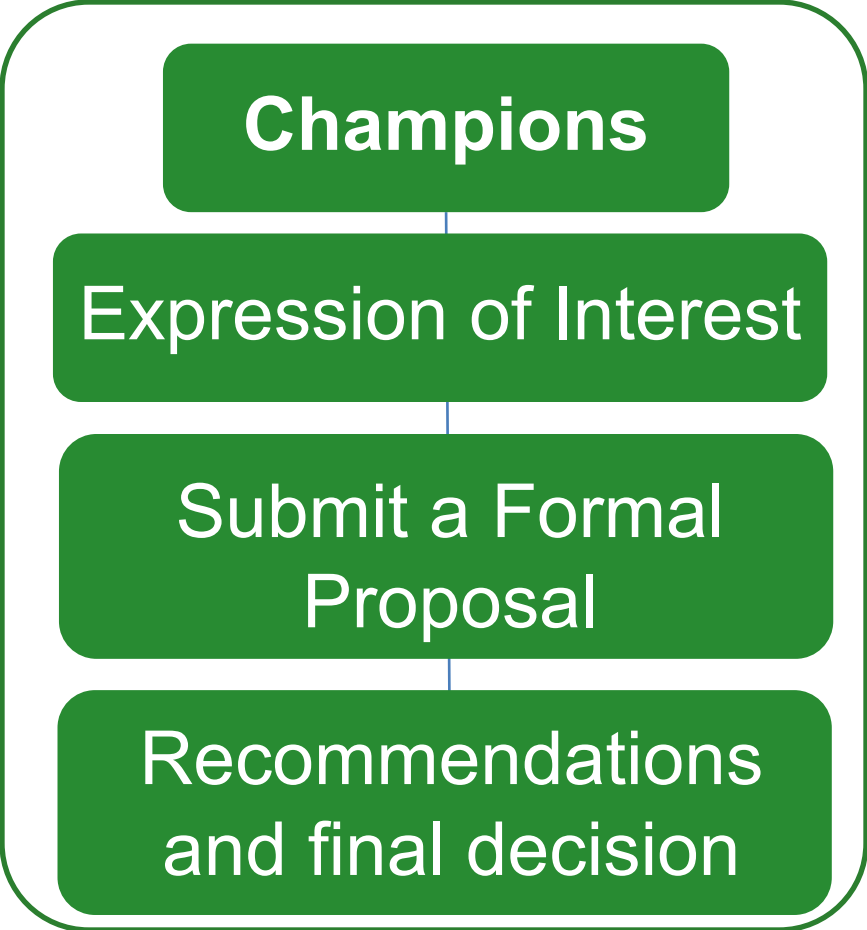 Champions
Expression of Interest
Submit a Formal
Proposal
Recommendations
and final decision